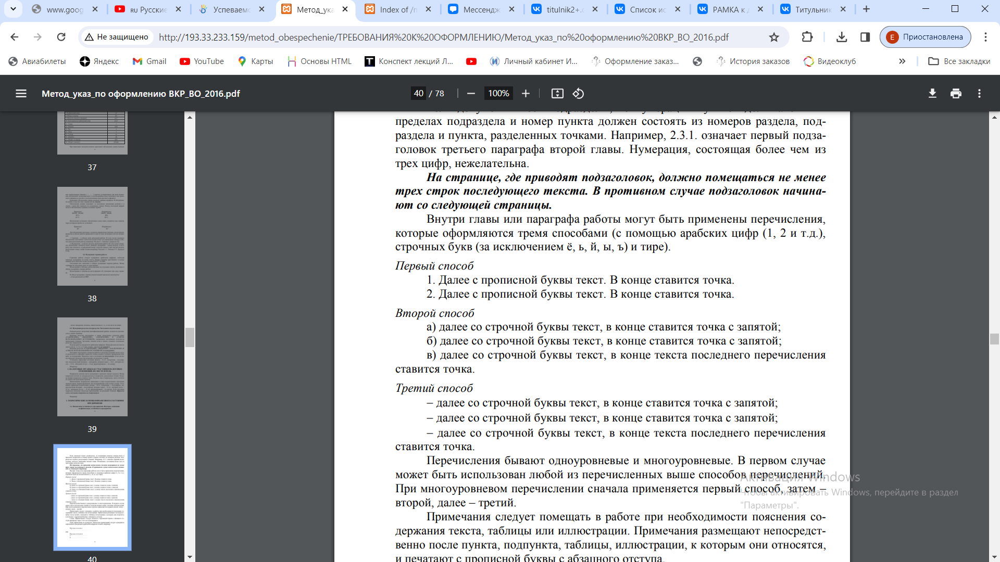 www.goog
RU Русские
Успеваемо
Метод_ука
Index of /m
Мессендж
titulnik2+.
Список ис
РАМКА к
Титульник
Не защищено
http://193.33.233.159/metod_obespechenie/ТРЕБОВАНИЯ%20К%20ОФОРМЛЕНИЮ/Метод_указ_по%20оформлению%20ВКР_ВО_2016.pdf
E
Приостановлена
Авиабилеты
Яндекс
Gmail
YouTube
Карты
Основы HTML
Конспект лекций Л...
Личный кабинет И...
Оформление заказ...
История заказов
Видеоклуб
Все закладки
Метод_указ_по оформлению ВКР_ВО_2016.pdf
40 / 78
100%
37
38
39
40
пределах подраздела и номер пункта должен состоять из номеров раздела, под-
раздела и пункта, разделенных точками. Например, 2.3.1. означает первый подза-
головок третьего параграфа второй главы. Нумерация, состоящая более чем из
трех цифр, нежелательна.
На странице, где приводят подзаголовок, должно помещаться не менее
трех строк последующего текста. В противном случае подзаголовок начина-
ют со следующей страницы.
Внутри главы или параграфа работы могут быть применены перечисления,
которые оформляются тремя способами (с помощью арабских цифр (1, 2 и т.д.),
строчных букв (за исключением ё, ь, й, ы, ъ) и тире).
Первый способ
1. Далее с прописной буквы текст. В конце ставится точка.
2. Далее с прописной буквы текст. В конце ставится точка.
Второй способ
а) далее со строчной буквы текст, в конце ставится точка с запятой;
б) далее со строчной буквы текст, в конце ставится точка с запятой;
в) далее со строчной буквы текст, в конце текста последнего перечисления
ставится точка.
Третий способ
– далее со строчной буквы текст, в конце ставится точка с запятой;
– далее со строчной буквы текст, в конце ставится точка с запятой;
– далее со строчной буквы текст, в конце текста последнего перечисления
ставится точка.
Перечисления бывают одноуровневые и многоуровневые. В первом случае
может быть использован любой из перечисленных выше способов перечислений.
При многоуровневом перечислении сначала применяется первый способ, затем –
второй, далее – третий.
Примечания следует помещать в работе при необходимости пояснения со-
держания текста, таблицы или иллюстрации. Примечания размещают непосредст-
венно после пункта, подпункта, таблицы, иллюстрации, к которым они относятся,
и печатают с прописной буквы с абзацного отступа.
Активация Windows
Чтобы активировать Windows, перейдите в раздел
"Параметры".